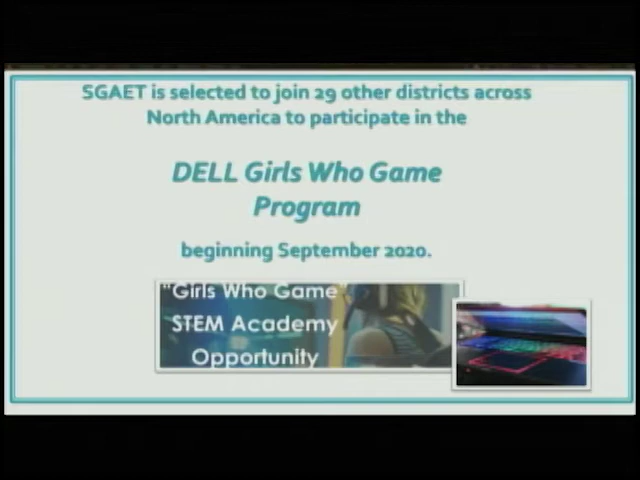 SGAET is selected to join 29 other districts across
North America to participate in the
DELL Girls Who Game
Program
beginning September 2020.
"Girls Who Game"
STEM Academy
Opportunity